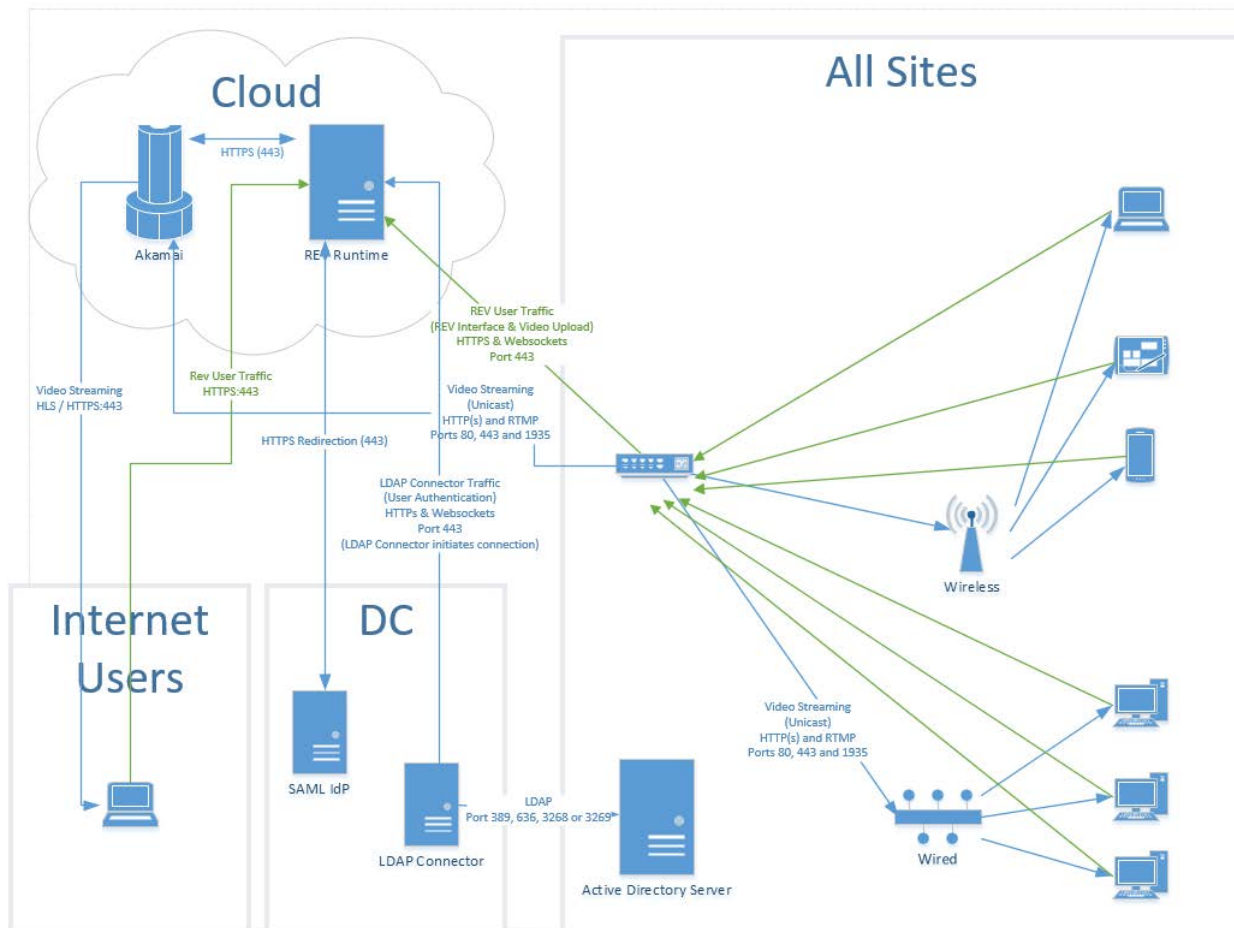 Cloud
All Sites
HTTPS (443)
Akamai
REV Runtime
REV User Traffic
(REV Interface & Video Upload)
HTTPS & Websockets
Port 443
Video Streaming
HLS / HTTPS:443
Rev User Traffic
HTTPS:443
Video Streaming
(Unicast)
HTTP(s) and RTMP
Ports 80, 443 and 1935
HTTPS Redirection (443)
LDAP Connector Traffic
(User Authentication)
HTTPs & Websockets
Port 443
(LDAP Connector initiates connection)
Wireless
Internet
Users
DC
Video Streaming
(Unicast)
HTTP(s) and RTMP
Ports 80, 443 and 1935
SAML IdP
LDAP
Port 389, 636, 3268 or 3269
LDAP Connector
Wired
Active Directory Server